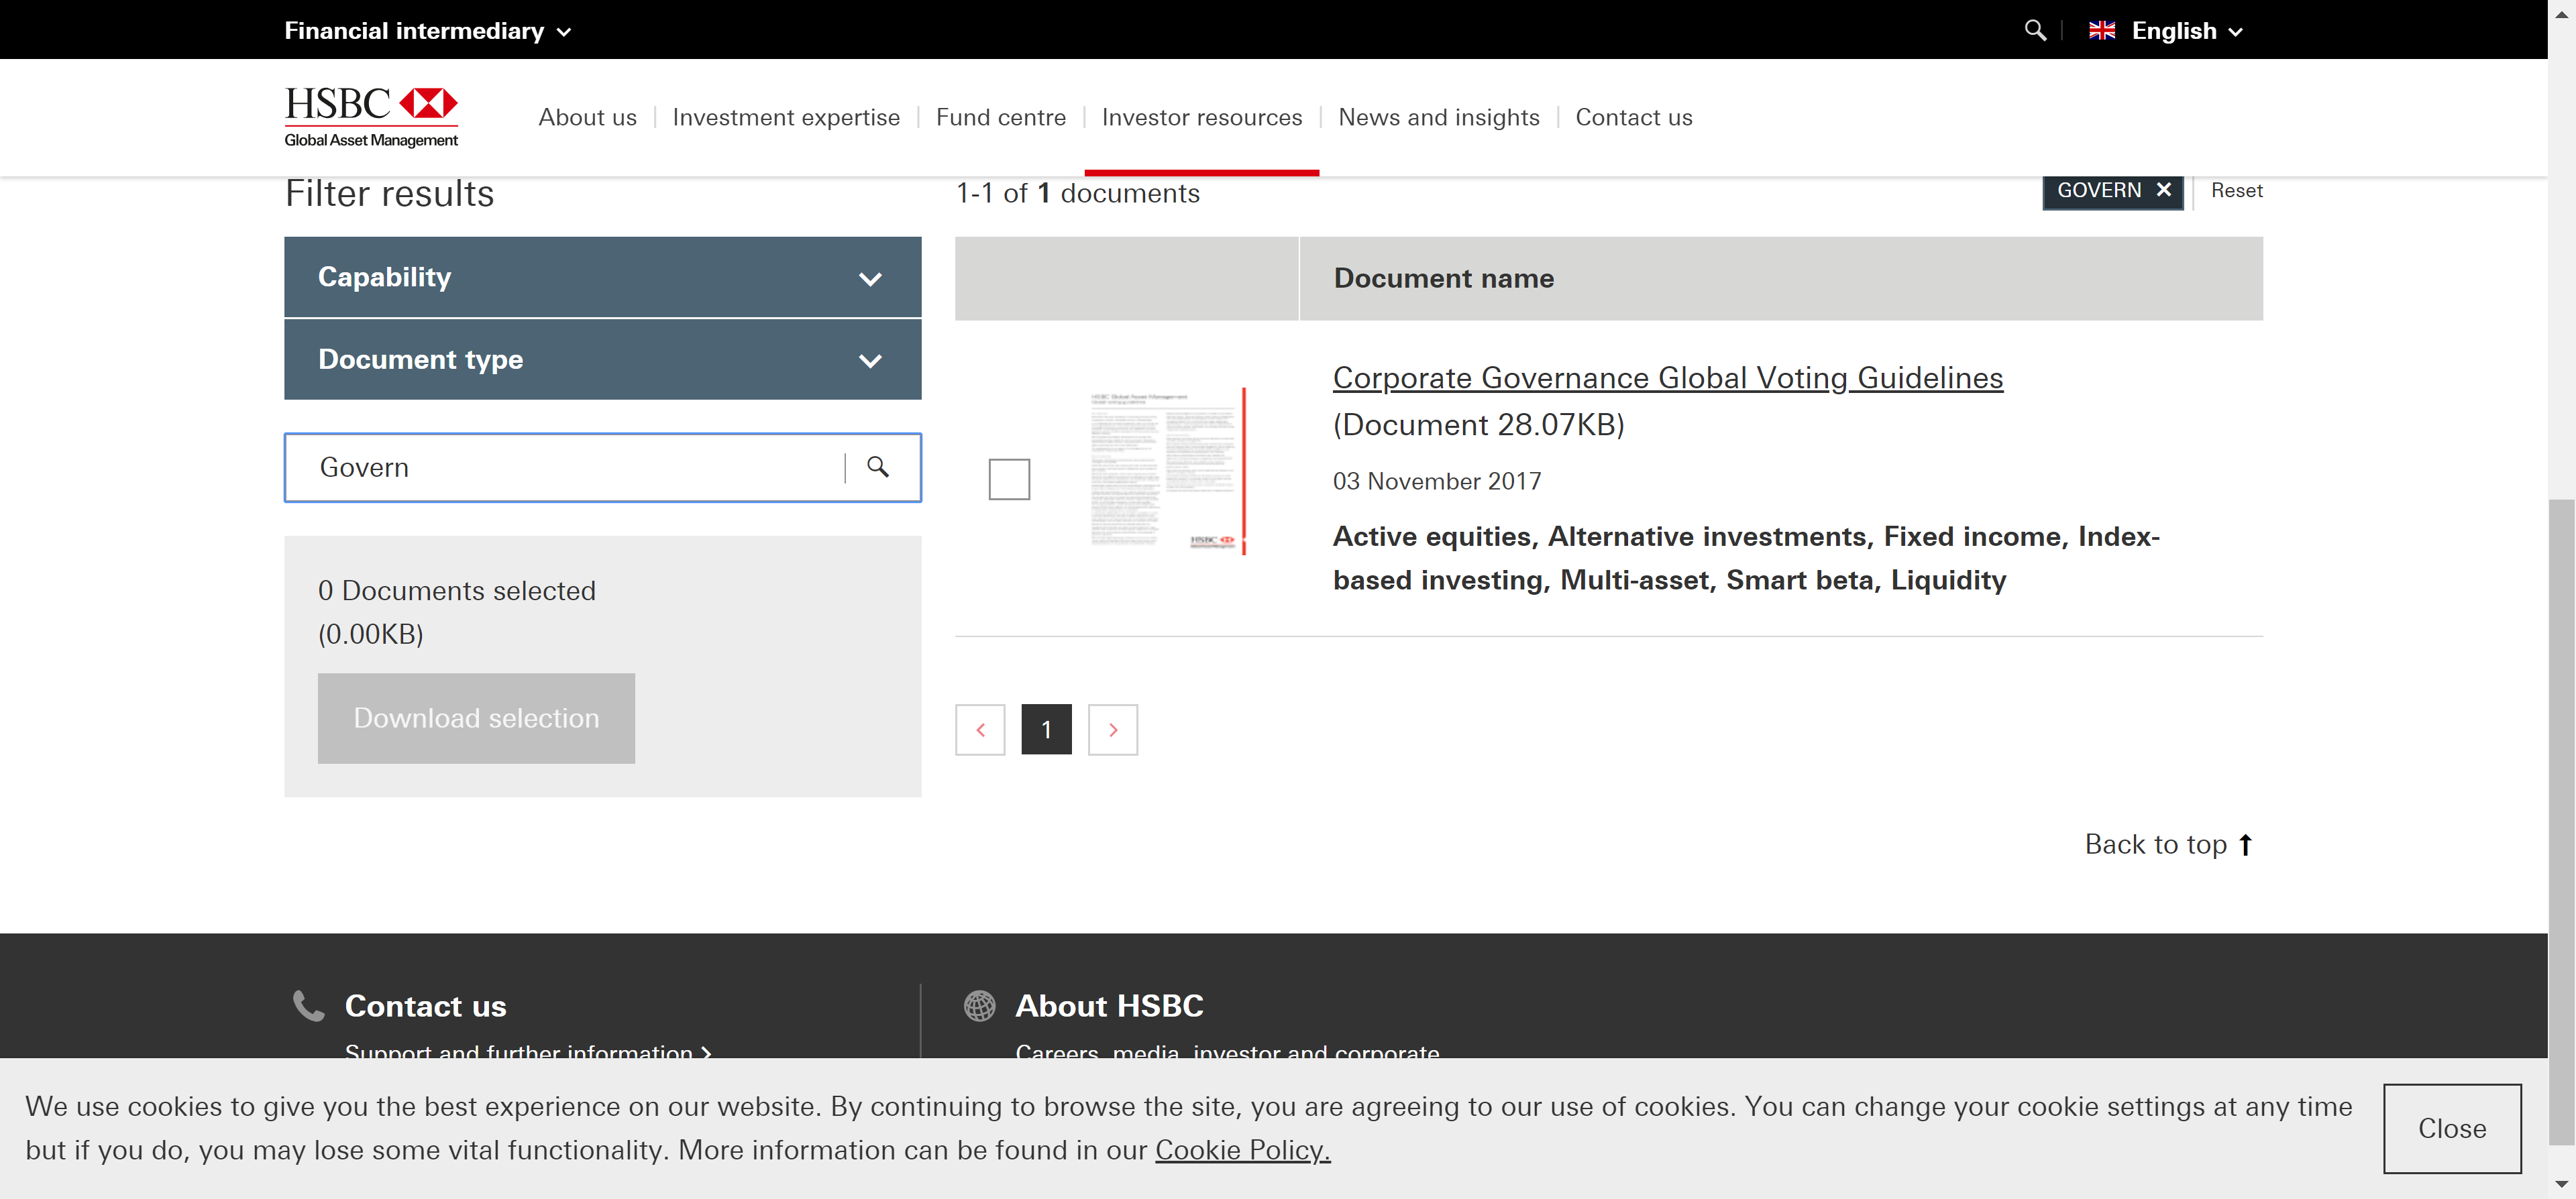 Financial intermediary
English
HSBC
Global Asset Management
About us
Investment expertise
Fund centre
Investor resources
News and insights
Contact us
Filter results
1-1 of 1 documents
GOVERN
Reset
Capability
Document type
Govern
0 Documents selected
(0.00KB)
Download selection
Document name
HSBC Global Asset Management
Corporate Governance Global Voting Guidelines
(Document 28.07KB)
03 November 2017
Active equities, Alternative investments, Fixed income, Index-
based investing, Multi-asset, Smart beta, Liquidity
HSBC
1
Back to top
Contact us
Support and further information
About HSBC
Careers, media, investor and corporate
We use cookies to give you the best experience on our website. By continuing to browse the site, you are agreeing to our use of cookies. You can change your cookie settings at any time
but if you do, you may lose some vital functionality. More information can be found in our Cookie Policy.
Close